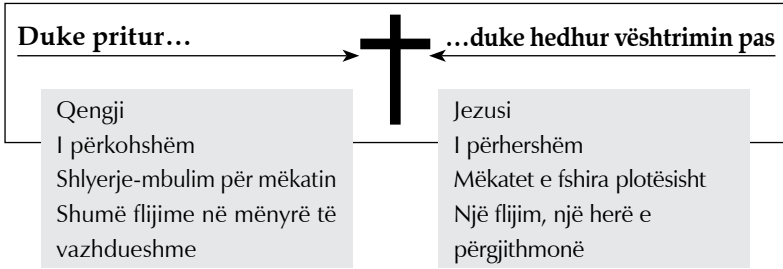 Duke pritur…
…duke hedhur vështrimin pas
Qengji
I përkohshëm
Shlyerje-mbulim për mëkatin
Shumë flijime në mënyrë të
vazhdueshme
Jezusi
I përhershëm
Mëkatet e fshira plotësisht
Një flijim, një herë e
përgjithmonë